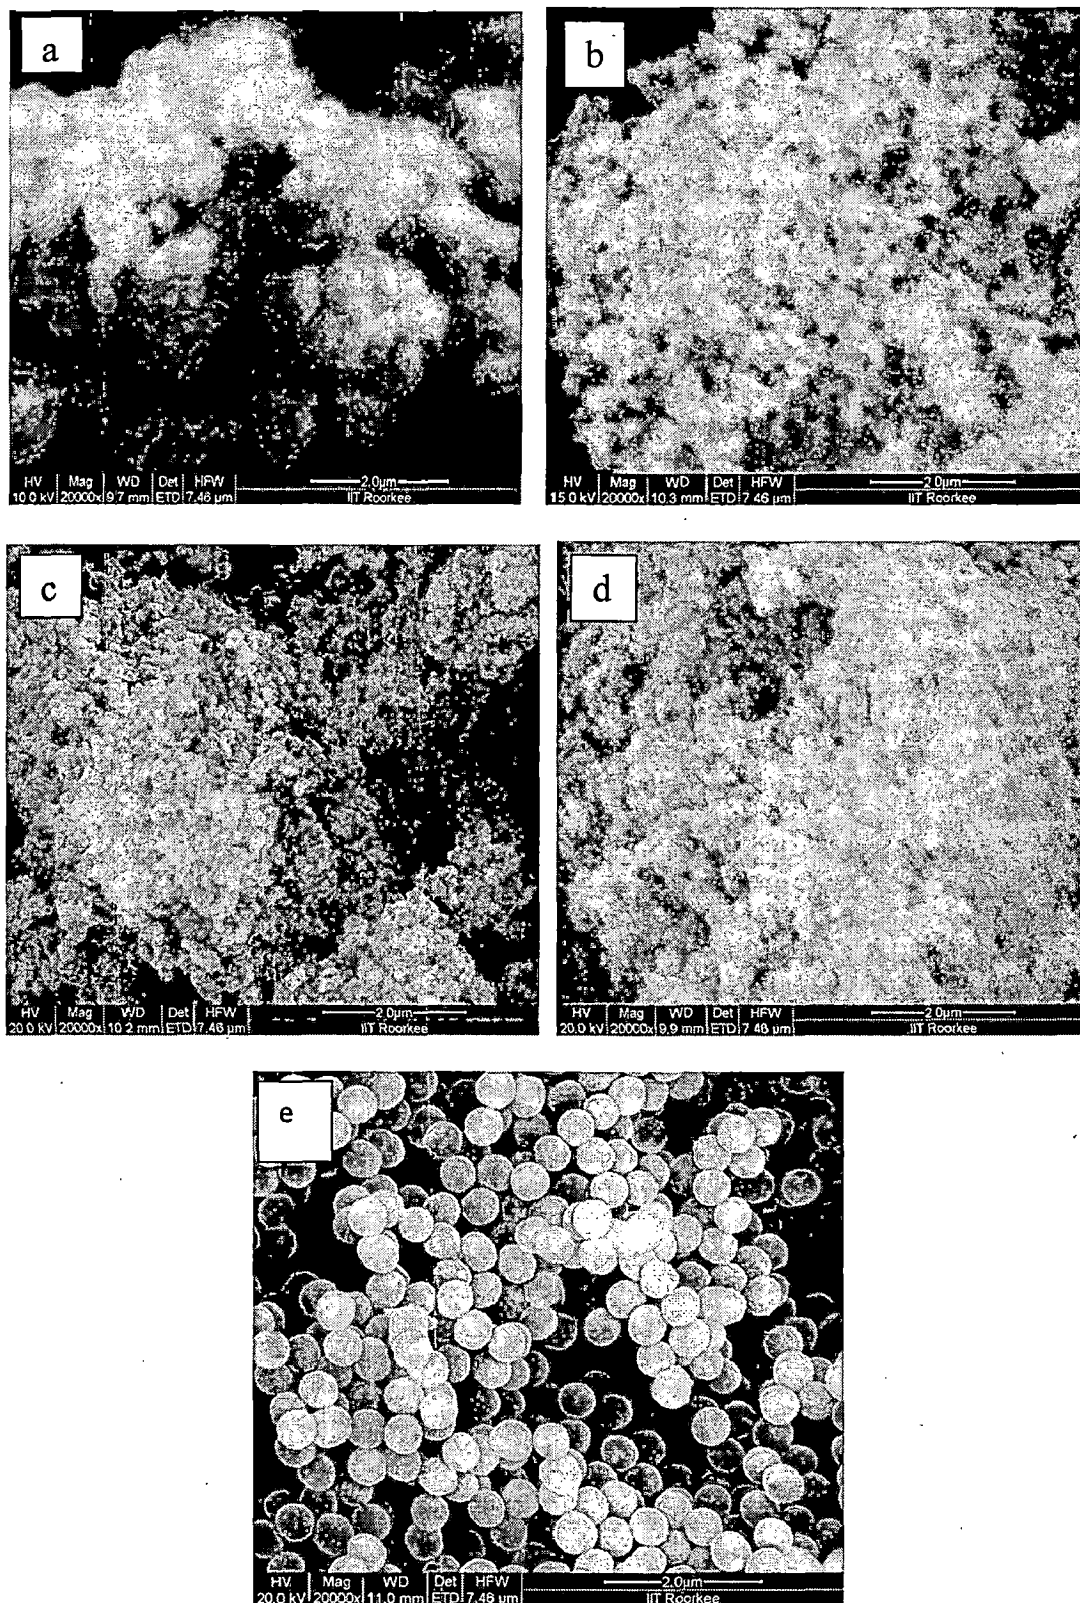 a
HV Mag WD Det HFW 2.0µm
10.0 kV 20000x 9.7 mm ETD 7.46 µm IIT Roorkee
b
HV Mag WD Det HFW 2.0µm
15.0 kV 20000x 10.3 mm ETD 7.46 µm IIT Roorkee
c
HV Mag WD Det HFW 2.0µm
20.0 kV 20000x 10.2 mm ETD 7.46 µm IIT Roorkee
d
HV Mag WD Det HFW 2.0µm
20.0 kV 20000x 9.9 mm ETD 7.46 µm IIT Roorkee
e
HV Mag WD Det HFW 2.0µm
20.0 kV 20000x 11.0 mm ETD 7.46 µm IIT Roorkee